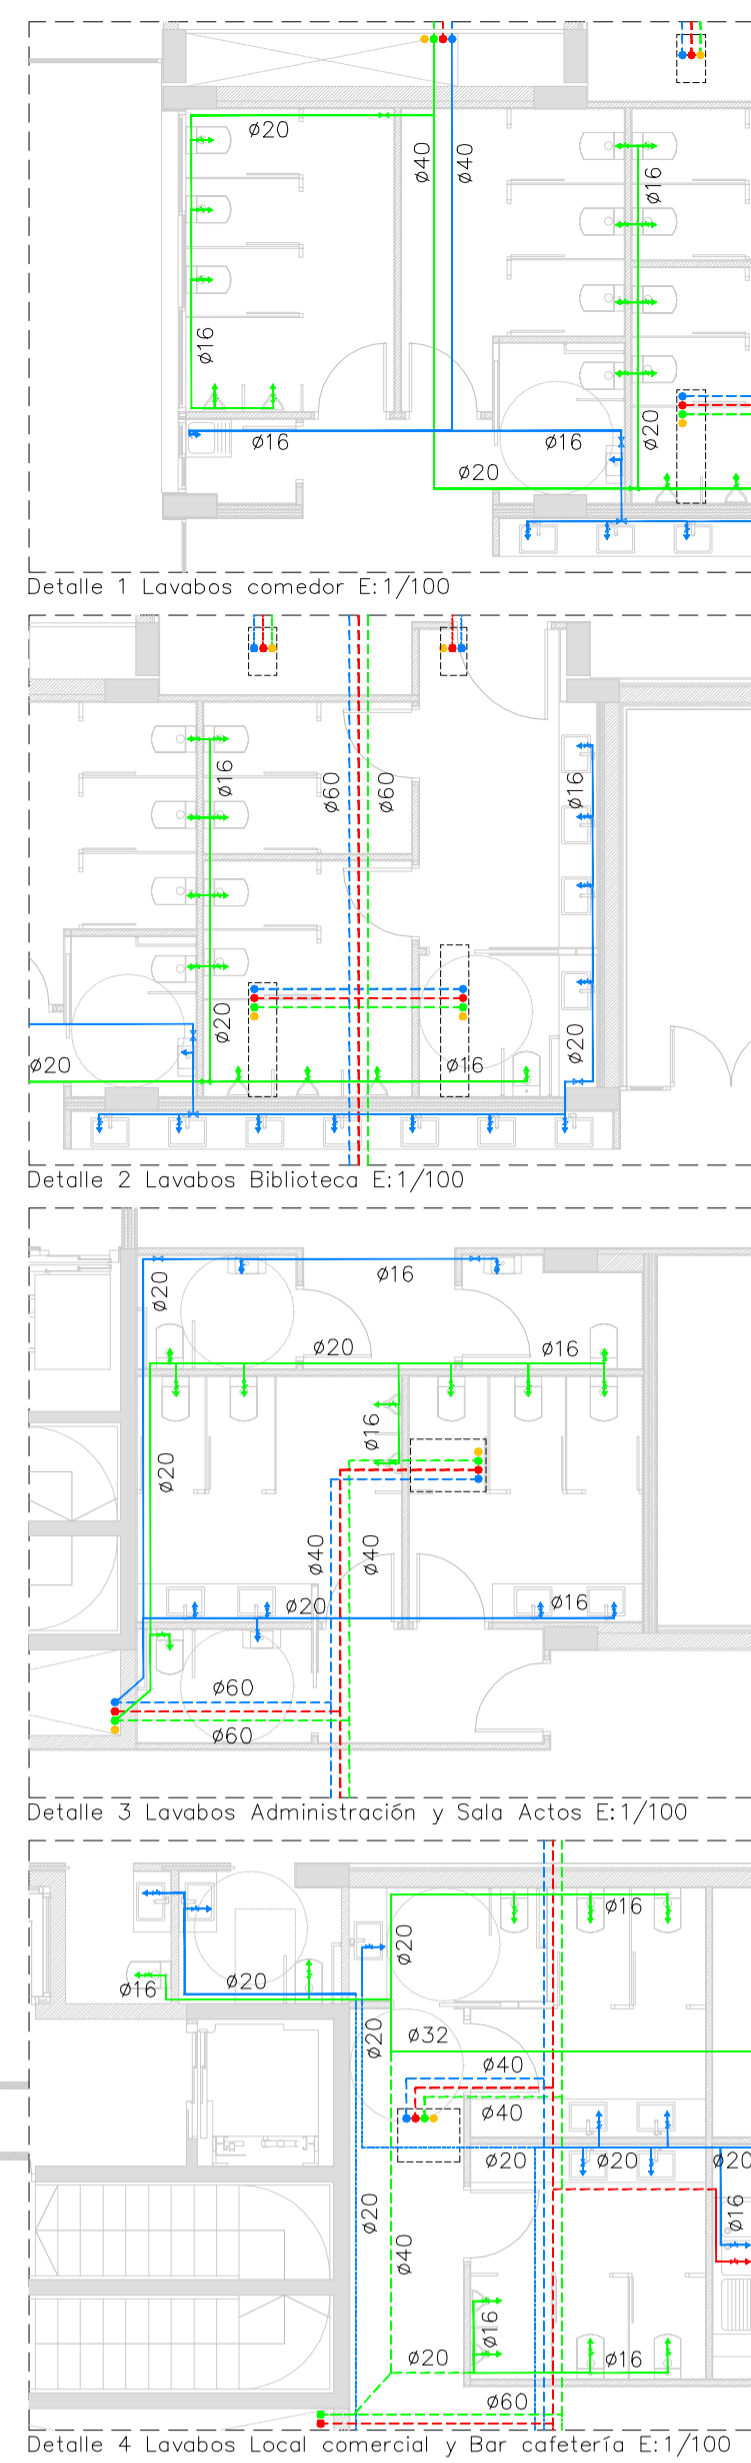 ø20
ø40
ø40
ø16
ø16
ø16
ø16
ø20
ø20
Detalle 1 Lavabos comedor E:1/100
ø16
ø60
ø60
ø16
ø20
ø20
ø16
ø20
Detalle 2 Lavabos Biblioteca E:1/100
ø20
ø16
ø20
ø16
ø16
ø20
ø40
ø40
ø20
ø16
ø60
ø60
Detalle 3 Lavabos Administración y Sala Actos E:1/100
ø16
ø20
ø16
ø20
ø20
ø32
ø40
ø40
ø20
ø20
ø20
ø20
ø40
ø16
ø16
ø20
ø16
ø60
Detalle 4 Lavabos Local comercial y Bar cafetería E:1/100